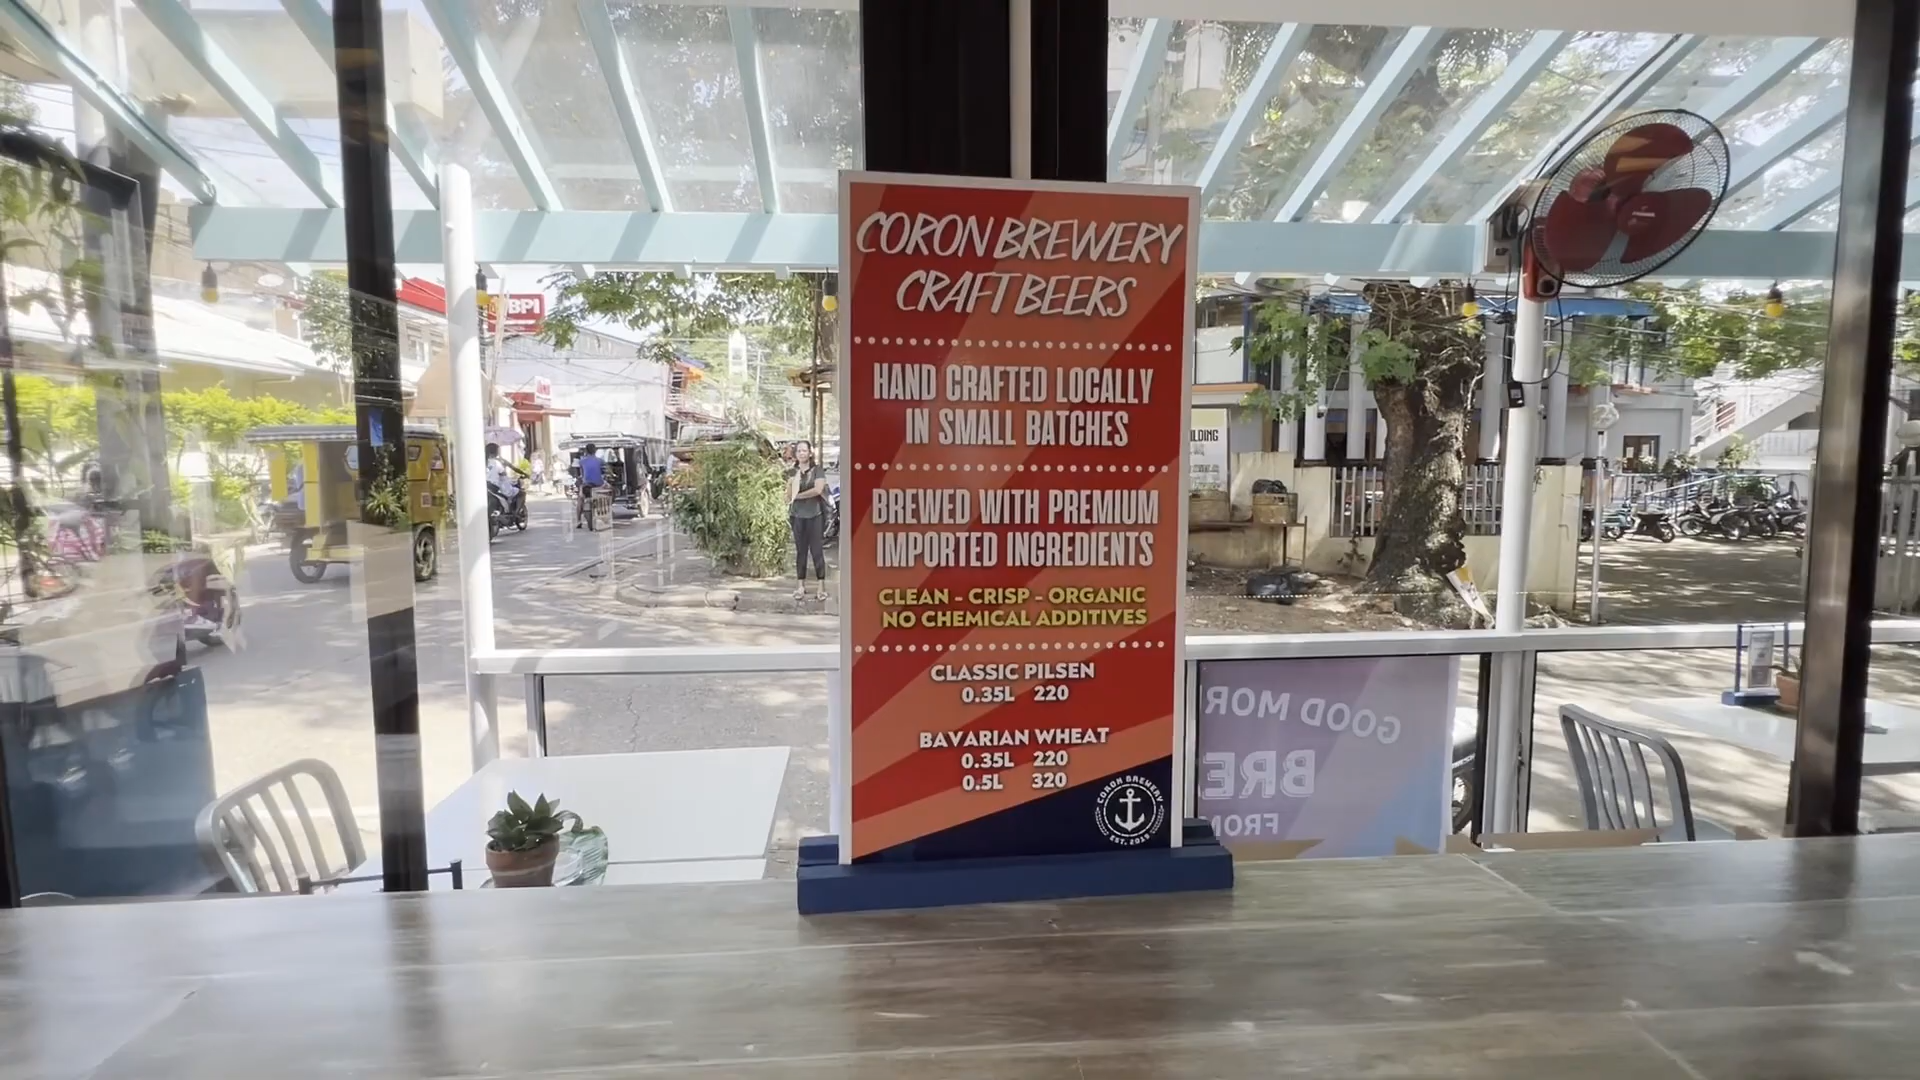 CORON BREWERY
CRAFT BEERS
HAND CRAFTED LOCALLY
IN SMALL BATCHES
BREWED WITH PREMIUM
IMPORTED INGREDIENTS
CLEAN - CRISP - ORGANIC
NO CHEMICAL ADDITIVES
CLASSIC PILSEN
0.35L 220
BAVARIAN WHEAT
0.35L 220
0.5L 320
CORON BREWERY
EST. 2019
BPI
GOOD MOR
BRE
FROM